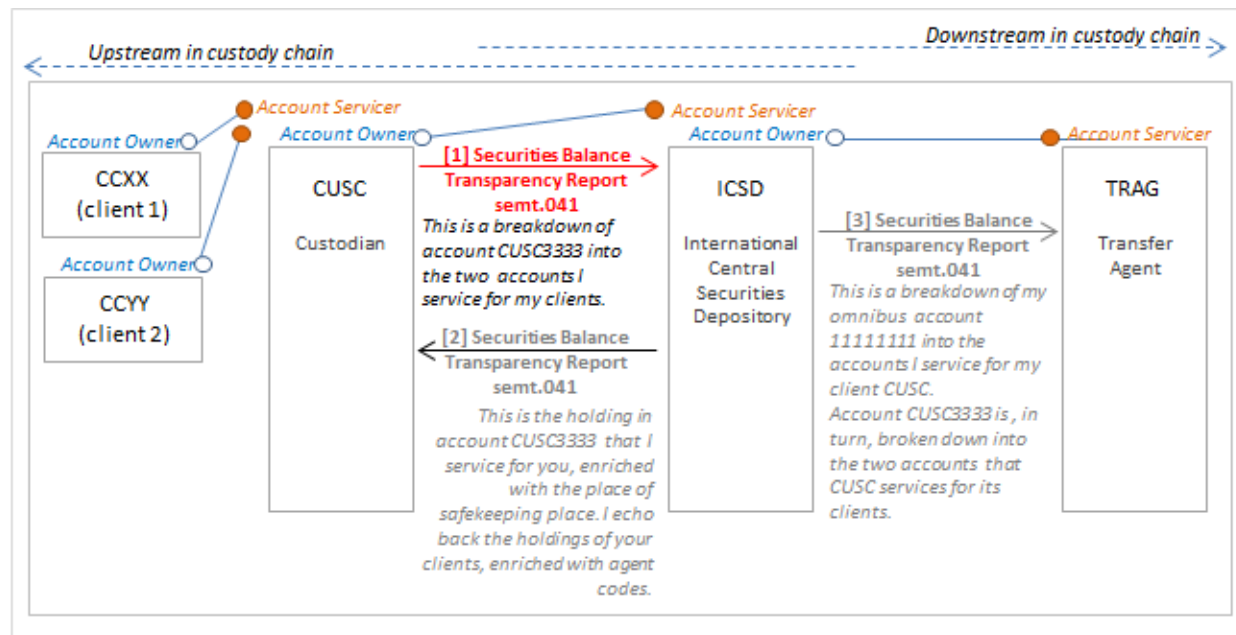 Downstream in custody chain
Upstream in custody chain
Account Servicer
Account Servicer
Account Owner
Account Owner
Account Owner
Account Servicer
CCXX
(client 1)
Account Owner
CCYY
(client 2)
CUSC
Custodian
[1] Securities Balance
Transparency Report
semt.041
This is a breakdown of
account CUSC3333 into
the two accounts I
service for my clients.
[2] Securities Balance
Transparency Report
semt.041
This is the holding in
account CUSC3333 that I
service for you, enriched
with the place of
safekeeping place. I echo
back the holdings of your
clients, enriched with agent
codes.
ICSD
International
Central
Securities
Depository
[3] Securities Balance
Transparency Report
semt.041
This is a breakdown of my
omnibus account
11111111 into the
accounts I service for my
client CUSC.
Account CUSC3333 is, in
turn, broken down into
the two accounts that
CUSC services for its
clients.
TRAG
Transfer
Agent